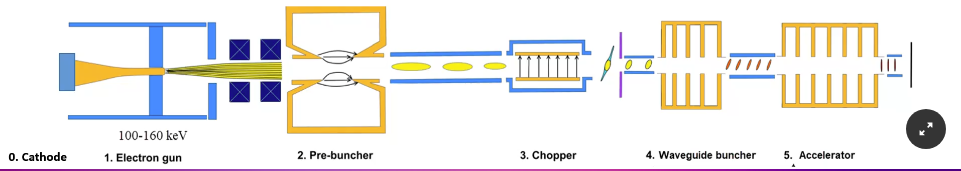 100-160 keV
0. Cathode
1. Electron gun
2. Pre-buncher
3. Chopper
4. Waveguide buncher
5. Accelerator